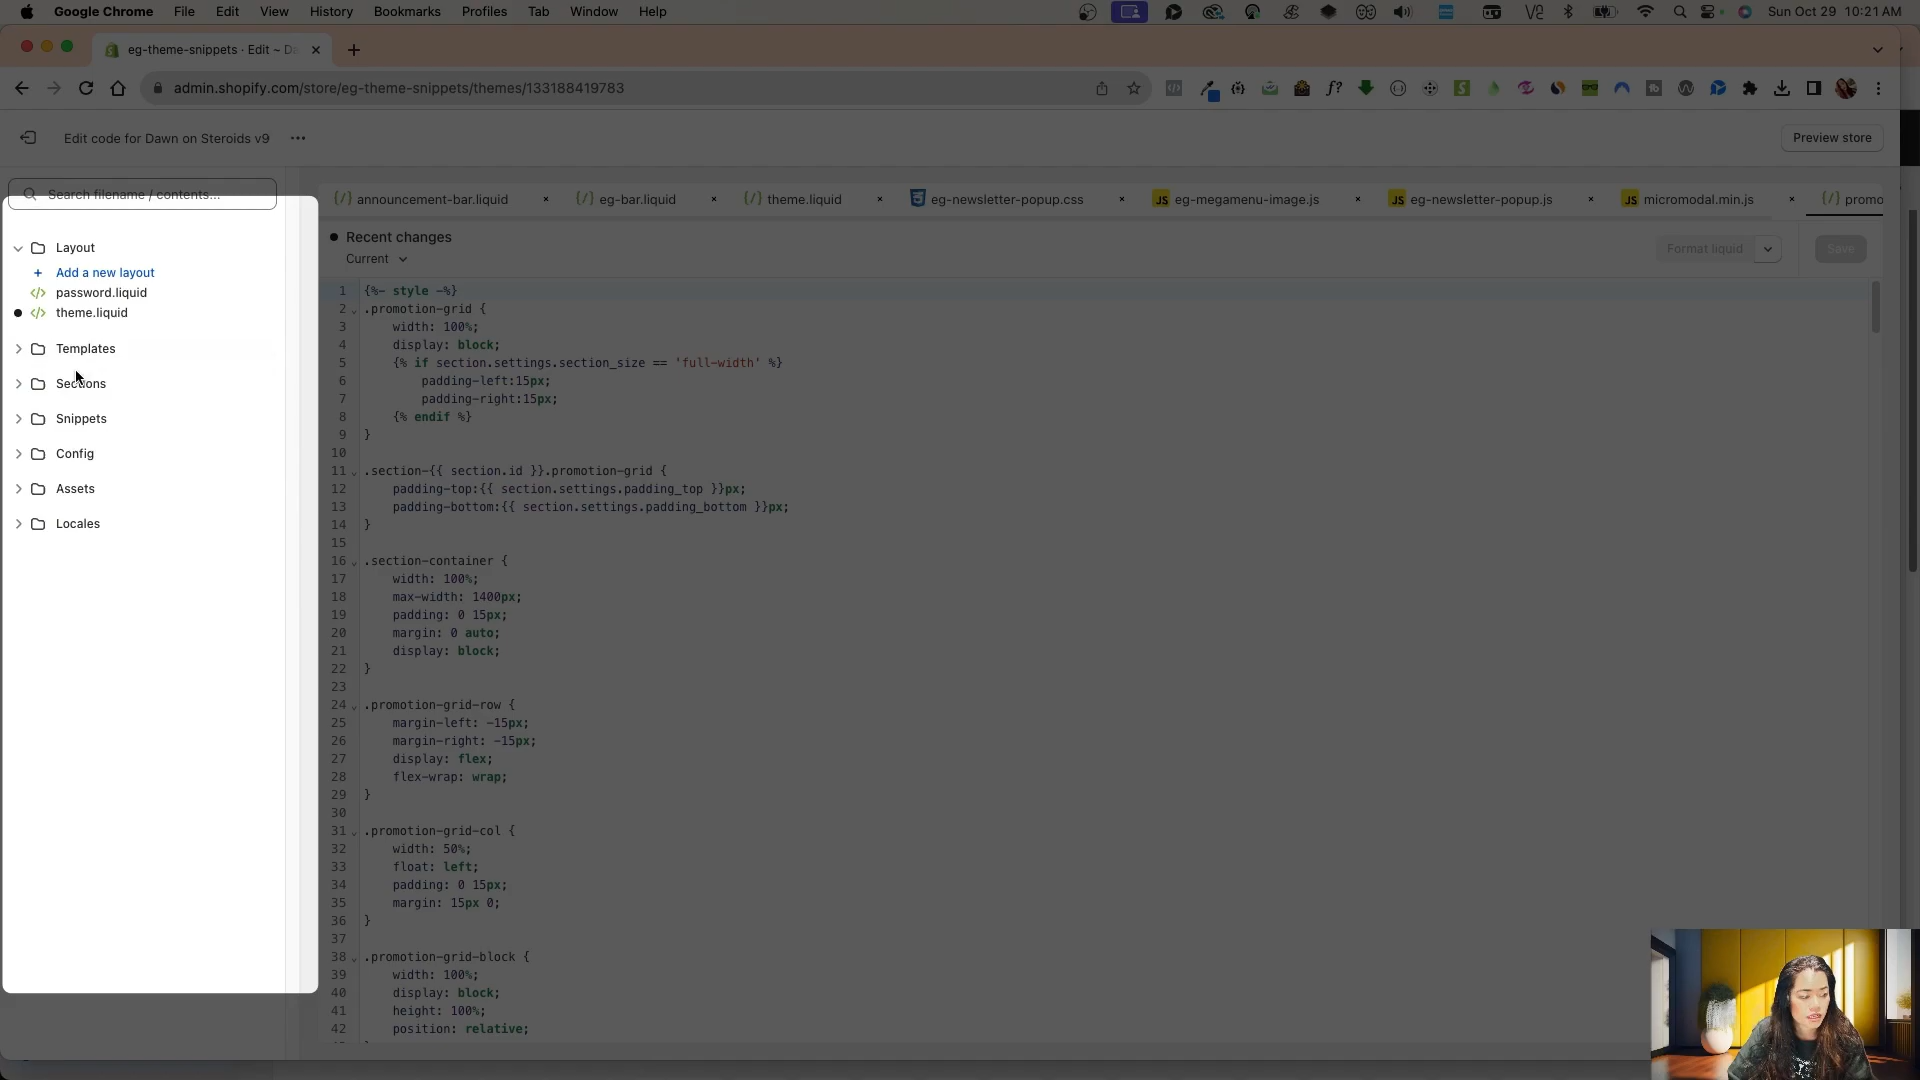 Google Chrome File Edit View History Bookmarks Profiles Tab Window Help Sun Oct 29 10:21 AM
eg-theme-snippets · Edit ~ Da
admin.shopify.com/store/eg-theme-snippets/themes/133188419783
Edit code for Dawn on Steroids v9
Preview store
Search filename / contents...
announcement-bar.liquid
eg-bar.liquid
theme.liquid
eg-newsletter-popup.css
JS eg-megamenu-image.js
JS eg-newsletter-popup.js
JS micromodal.min.js
promo
Recent changes
Current
Format liquid
Save
Layout
+ Add a new layout
</> password.liquid
</> theme.liquid
Templates
Sections
Snippets
Config
Assets
Locales
1 {%- style -%}
2 .promotion-grid {
3 width: 100%;
4 display: block;
5 {% if section.settings.section_size == 'full-width' %}
6 padding-left:15px;
7 padding-right:15px;
8 {% endif %}
9 }
10
11 .section-{{ section.id }}.promotion-grid {
12 padding-top:{{ section.settings.padding_top }}px;
13 padding-bottom:{{ section.settings.padding_bottom }}px;
14 }
15
16 .section-container {
17 width: 100%;
18 max-width: 1400px;
19 padding: 0 15px;
20 margin: 0 auto;
21 display: block;
22 }
23
24 .promotion-grid-row {
25 margin-left: -15px;
26 margin-right: -15px;
27 display: flex;
28 flex-wrap: wrap;
29 }
30
31 .promotion-grid-col {
32 width: 50%;
33 float: left;
34 padding: 0 15px;
35 margin: 15px 0;
36 }
37
38 .promotion-grid-block {
39 width: 100%;
40 display: block;
41 height: 100%;
42 position: relative;